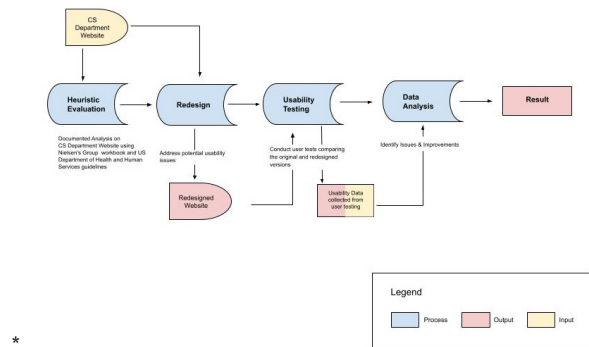 CS
Department
Website
Heuristic
Evaluation
Redesign
Usability
Testing
Data
Analysis
Result
Documented Analysis on
CS Department Website using
Nielsen's Group workbook and US
Department of Health and Human
Services guidelines
Address potential usability
issues
Conduct user tests comparing
the original and redesigned
versions
Identify Issues & Improvements
Redesigned
Website
Usability Data
collected from
user testing
Legend
Process
Output
Input
*